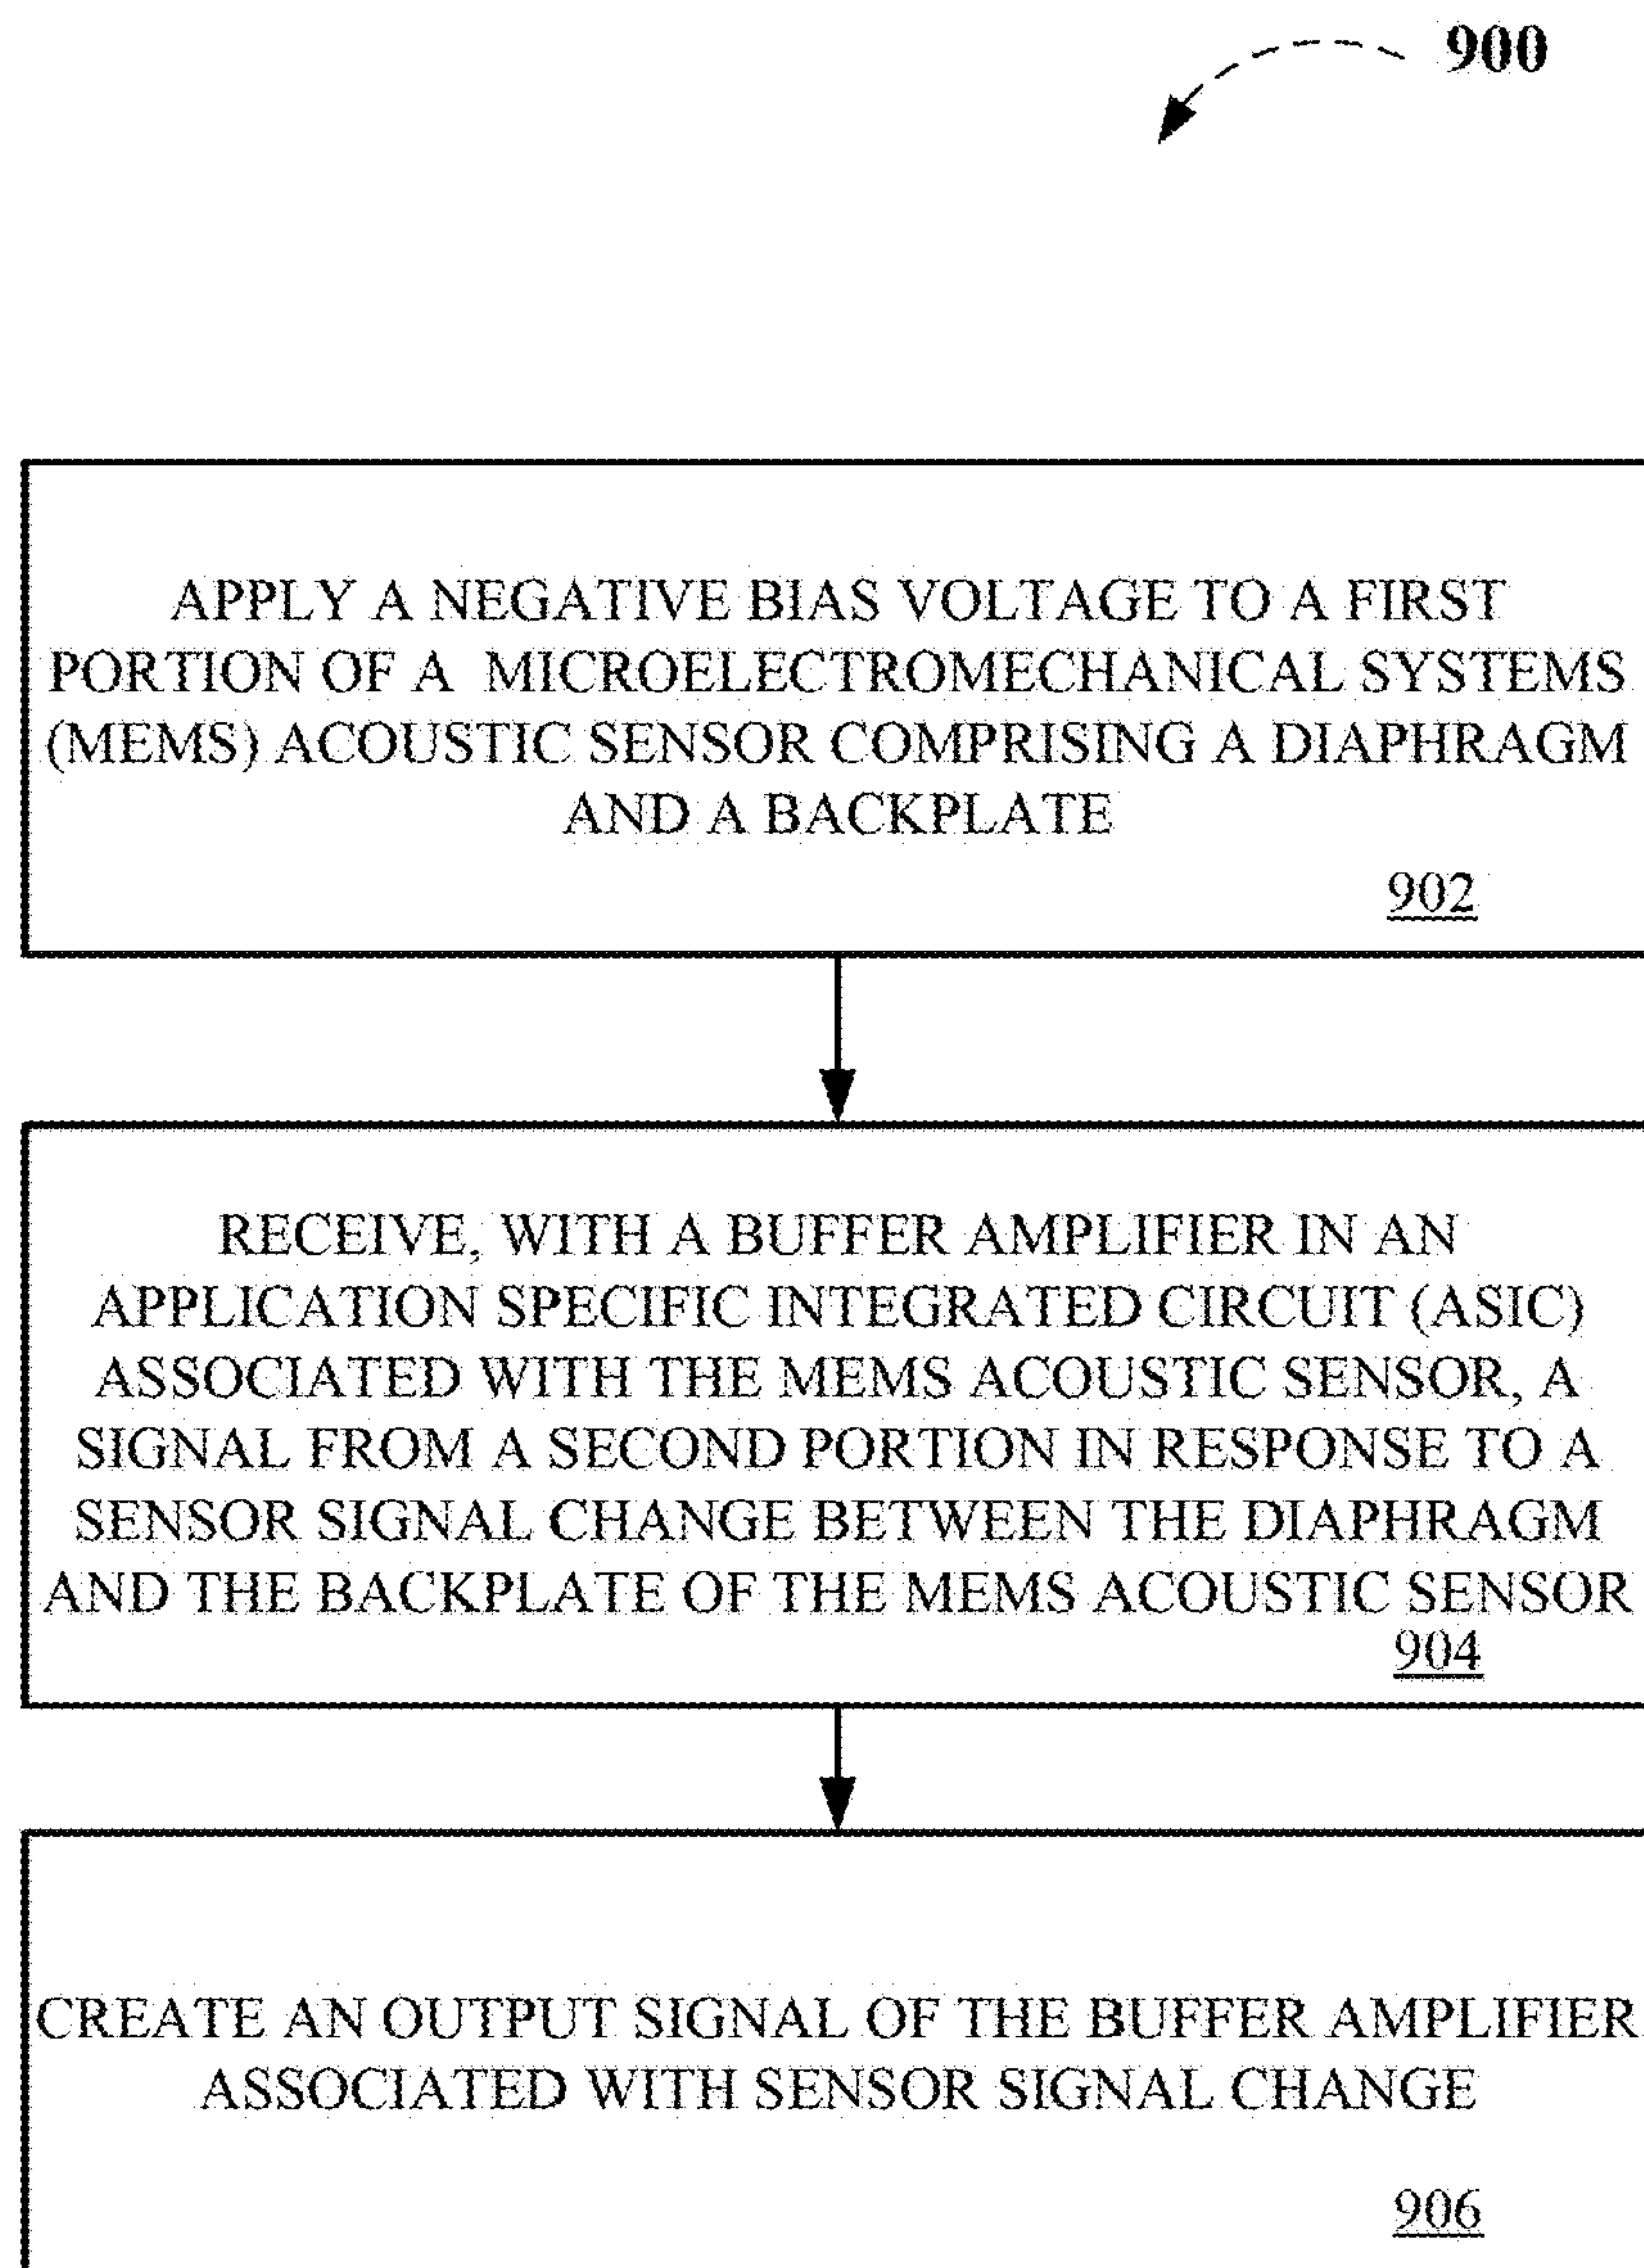 900
APPLY A NEGATIVE BIAS VOLTAGE TO A FIRST
PORTION OF A MICROELECTROMECHANICAL SYSTEMS
(MEMS) ACOUSTIC SENSOR COMPRISING A DIAPHRAGM
AND A BACKPLATE
902
RECEIVE, WITH A BUFFER AMPLIFIER IN AN
APPLICATION SPECIFIC INTEGRATED CIRCUIT (ASIC)
ASSOCIATED WITH THE MEMS ACOUSTIC SENSOR, A
SIGNAL FROM A SECOND PORTION IN RESPONSE TO A
SENSOR SIGNAL CHANGE BETWEEN THE DIAPHRAGM
AND THE BACKPLATE OF THE MEMS ACOUSTIC SENSOR
904
CREATE AN OUTPUT SIGNAL OF THE BUFFER AMPLIFIER
ASSOCIATED WITH SENSOR SIGNAL CHANGE
906